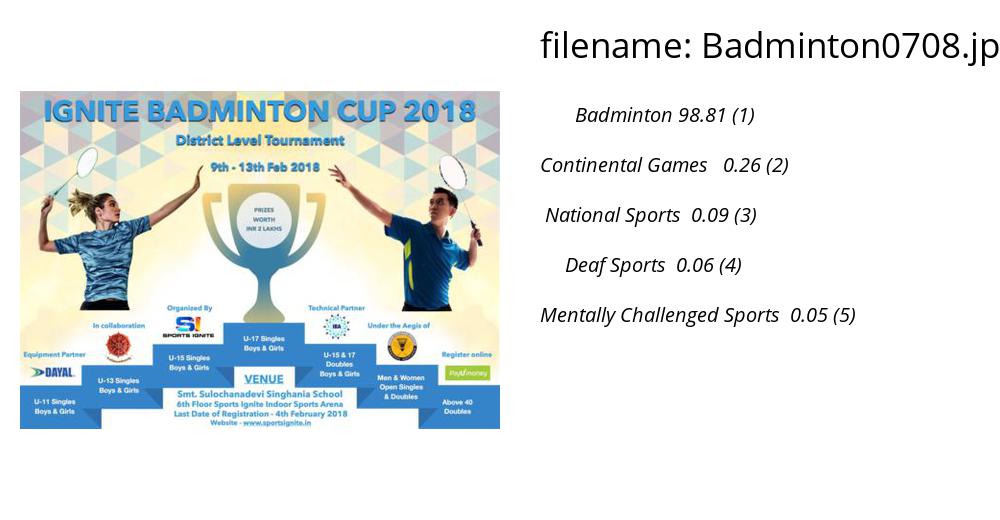 filename: Badminton0708.jp
IGNITE BADMINTON CUP 2018
District Level Tournament
9th - 13th Feb 2018
PRIZES
WORTH
INR 2 LAKHS
Organized By
SI
SPORTS IGNITE
Technical Partner
IBA
In collaboration
Under the Aegis of
Equipment Partner
DAYAL
Register online
PayUmoney
U-11 Singles
Boys & Girls
U-13 Singles
Boys & Girls
U-15 Singles
Boys & Girls
U-17 Singles
Boys & Girls
U-15 & 17
Doubles
Boys & Girls
Men & Women
Open Singles
& Doubles
Above 40
Doubles
VENUE
Smt. Sulochanadevi Singhania School
6th Floor Sports Ignite Indoor Sports Arena
Last Date of Registration - 4th February 2018
Website - www.sportsignite.in
Badminton 98.81 (1)
Continental Games 0.26 (2)
National Sports 0.09 (3)
Deaf Sports 0.06 (4)
Mentally Challenged Sports 0.05 (5)